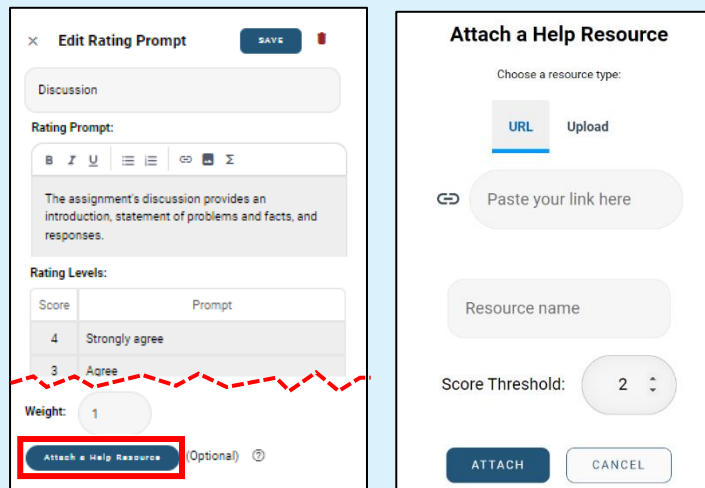 × Edit Rating Prompt SAVE
Discussion
Rating Prompt:
B I U Σ
The assignment's discussion provides an
introduction, statement of problems and facts, and
responses.
Rating Levels:
Score Prompt
4 Strongly agree
3 Agree
Weight: 1
Attach a Help Resource (Optional) ?
Attach a Help Resource
Choose a resource type:
URL Upload
Paste your link here
Resource name
Score Threshold: 2
ATTACH CANCEL